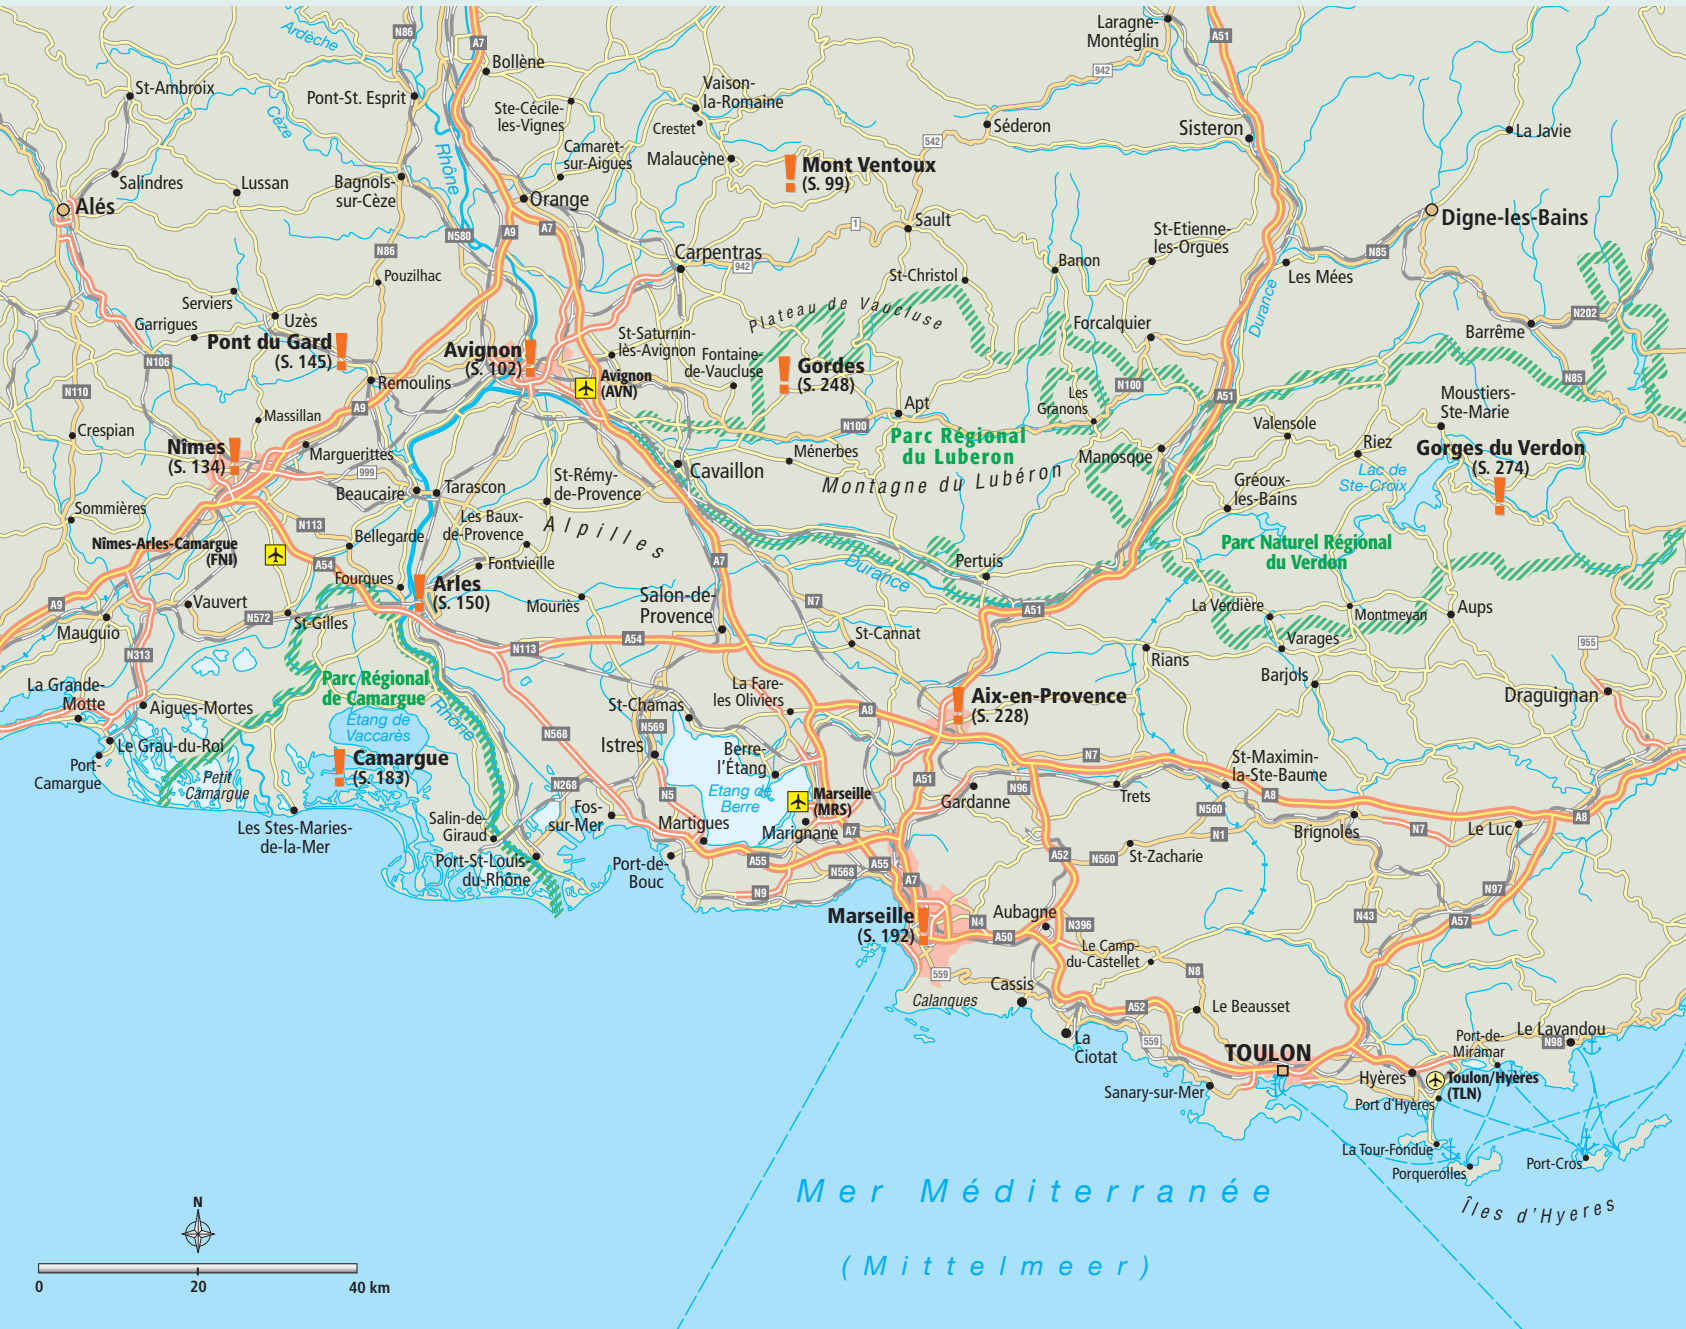 Ardèche
N86
A7
Bollène
Laragne-
Montéglin
A51
942
St-Ambroix
Pont-St. Esprit
Cèze
Ste-Cécile-
les-Vignes
Vaison-
la-Romaine
Crestet
Séderon
Sisteron
La Javie
542
Rhône
Camaret-
sur-Aigues
Malaucène
Mont Ventoux
(S. 99)
Salindres
Lussan
Bagnols-
sur-Cèze
Alés
Orange
Digne-les-Bains
N580
A9
A7
1
Sault
St-Etienne-
les-Orgues
N86
Carpentras
942
N85
Pouzilhac
St-Christol
Banon
Les Mées
Serviers
Plateau de Vaucluse
Durance
Garrigues
Uzès
N202
Forcalquier
Barrême
Pont du Gard
(S. 145)
Avignon
(S. 102)
St-Saturnin-
lès-Avignon
Fontaine-
de-Vaucluse
Gordes
(S. 248)
N106
N110
Remoulins
Avignon
(AVN)
N100
N85
A51
Les
Granons
Moustiers-
Ste-Marie
A9
Massillan
Apt
Crespian
N100
Valensole
Parc Régional
du Luberon
Riez
Nîmes
(S. 134)
Marguerittes
Ménerbes
Manosque
Gorges du Verdon
(S. 274)
999
Cavaillon
Montagne du Lubéron
Lac de
Ste-Croix
Beaucaire
Tarascon
St-Rémy-
de-Provence
Gréoux-
les-Bains
Sommières
N113
Les Baux-
de-Provence
Alpilles
Nîmes-Arles-Camargue
(FNI)
Bellegarde
Parc Naturel Régional
du Verdon
A54
Fontvieille
A7
Durance
Pertuis
Fourques
Arles
(S. 150)
A9
Vauvert
Mouriès
Salon-de-
Provence
N7
A51
La Verdière
Montmeyan
Aups
N572
St-Gilles
Mauguio
A54
St-Cannat
Varages
955
N313
N113
Rians
Barjols
Draguignan
La Grande-
Motte
Parc Régional
de Camargue
La Fare-
les Oliviers
Aix-en-Provence
(S. 228)
Aigues-Mortes
Rhône
St-Chamas
A8
Étang de
Vaccarès
N568
N569
Le Grau-du-Roi
Istres
Berre-
l'Étang
N7
St-Maximin-
la-Ste-Baume
Port-
Camargue
Camargue
(S. 183)
Petit
Camargue
A51
N268
N5
Etang de
Berre
Marseille
(MRS)
Gardanne
N96
Trets
A8
Les Stes-Maries-
de-la-Mer
Salin-de-
Giraud
Fos-
sur-Mer
Martigues
Marignane
A7
N560
N1
Brignoles
N7
Le Luc
A8
Port-St-Louis-
du-Rhône
Port-de-
Bouc
A55
N568
A55
A7
A52
N560
St-Zacharie
N9
N97
Marseille
(S. 192)
N4
A50
Aubagne
N396
N43
A57
Le Camp-
du-Castellet
559
N8
Calanques
Cassis
A52
Le Beausset
La
Ciotat
559
TOULON
Port-de-
Miramar
Le Lavandou
N98
Sanary-sur-Mer
Hyères
Toulon/Hyères
(TLN)
Port d'Hyères
La Tour-Fondue
Porquerolles
Port-Cros
Mer Méditerranée
Îles d'Hyeres
(Mittelmeer)
N
0
20
40 km